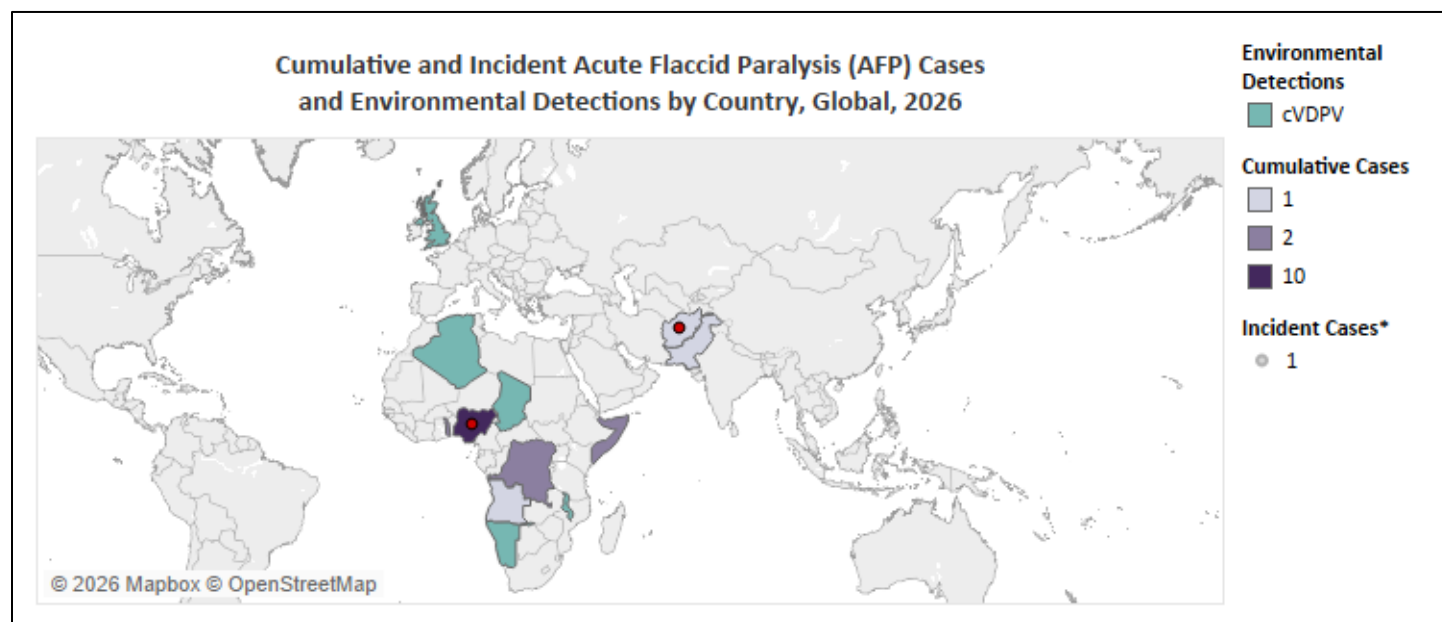 Cumulative and Incident Acute Flaccid Paralysis (AFP) Cases
and Environmental Detections by Country, Global, 2026
Environmental
Detections
cVDPV
Cumulative Cases
1
2
10
Incident Cases*
1
© 2026 Mapbox © OpenStreetMap